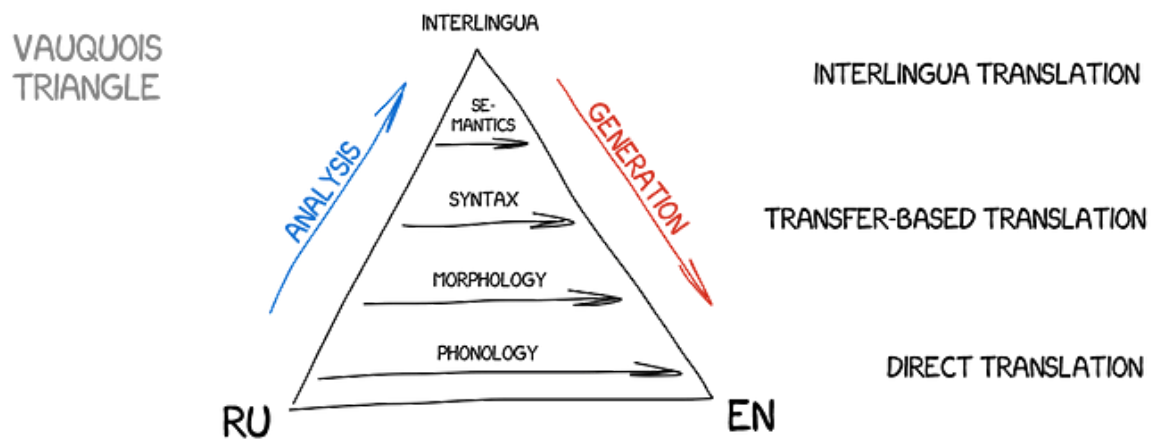 VAUQUOIS
TRIANGLE
INTERLINGUA
INTERLINGUA TRANSLATION
SE-
MANTICS
ANALYSIS
GENERATION
SYNTAX
TRANSFER-BASED TRANSLATION
MORPHOLOGY
PHONOLOGY
DIRECT TRANSLATION
RU
EN